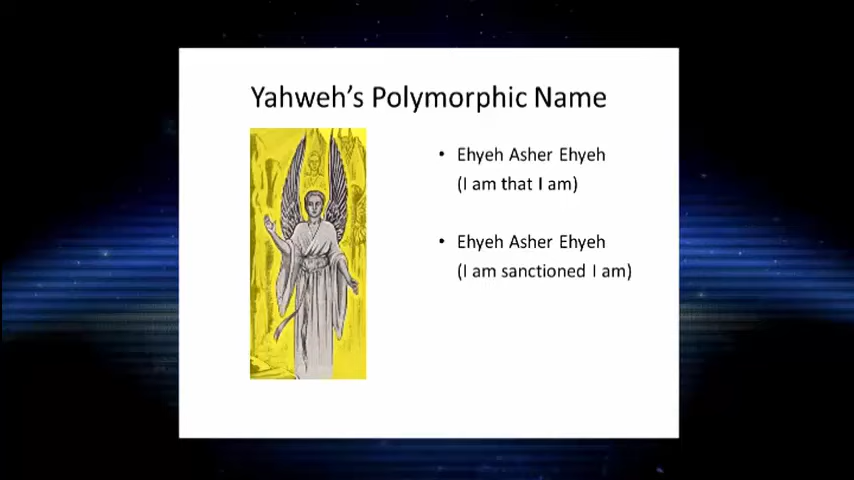 Yahweh's Polymorphic Name
• Ehyeh Asher Ehyeh
(I am that I am)
• Ehyeh Asher Ehyeh
(I am sanctioned I am)